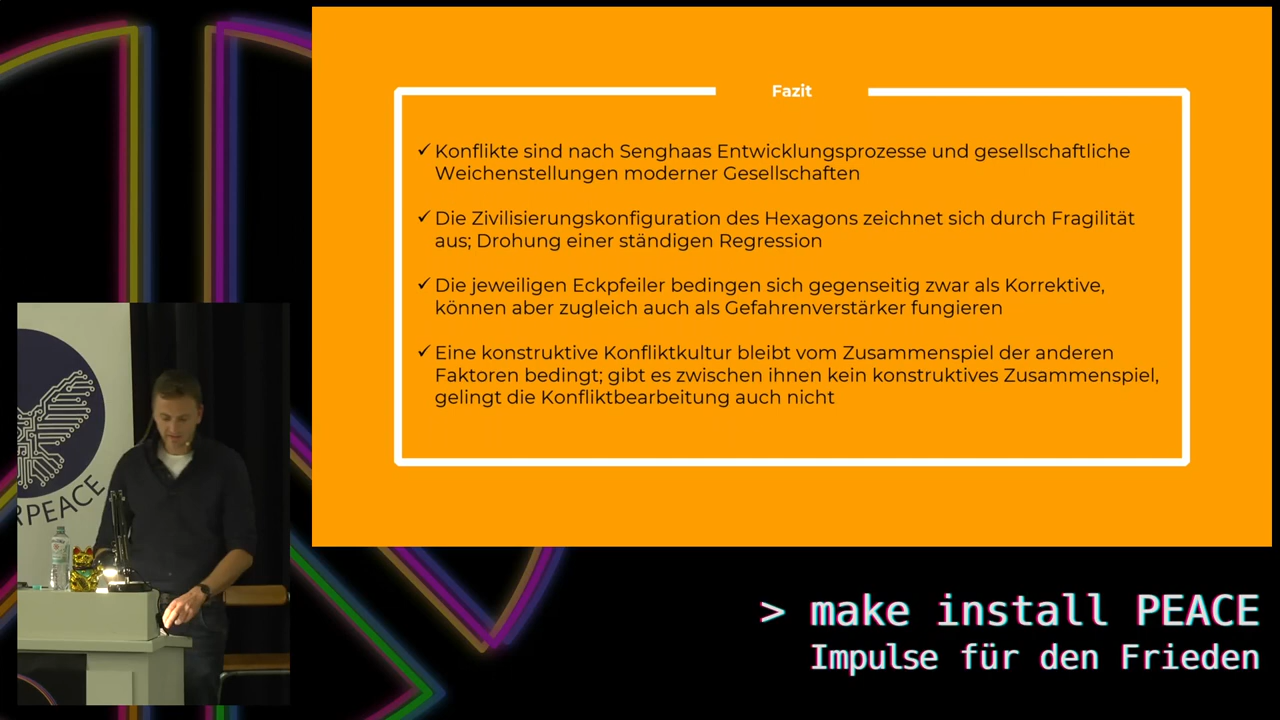 Fazit
✓ Konflikte sind nach Senghaas Entwicklungsprozesse und gesellschaftliche
Weichenstellungen moderner Gesellschaften
✓ Die Zivilisierungskonfiguration des Hexagons zeichnet sich durch Fragilität
aus; Drohung einer ständigen Regression
✓ Die jeweiligen Eckpfeiler bedingen sich gegenseitig zwar als Korrektive,
können aber zugleich auch als Gefahrenverstärker fungieren
✓ Eine konstruktive Konfliktkultur bleibt vom Zusammenspiel der anderen
Faktoren bedingt; gibt es zwischen ihnen kein konstruktives Zusammenspiel,
gelingt die Konfliktbearbeitung auch nicht
RPEACE
> make install PEACE
Impulse für den Frieden